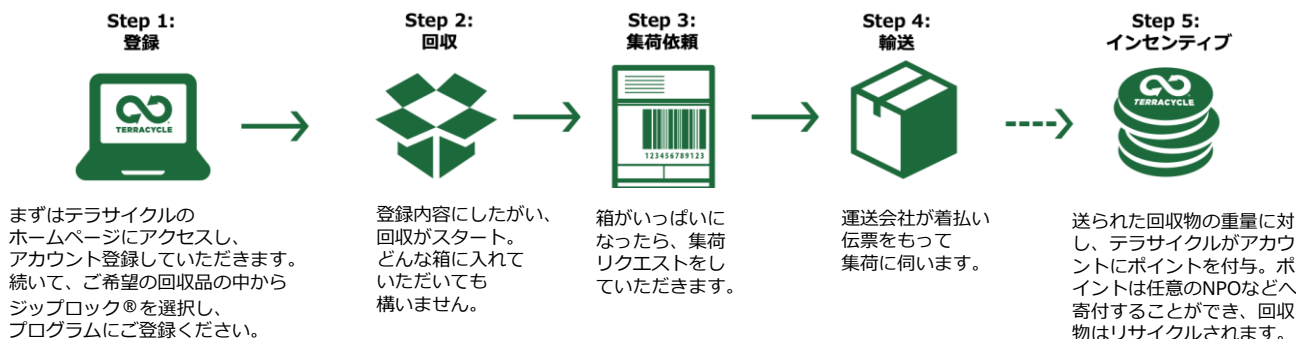 Step 1:
登録
TERRACYCLE
まずはテラサイクルの
ホームページにアクセスし、
アカウント登録していただきます。
続いて、ご希望の回収品の中から
ジップロック®を選択し、
プログラムにご登録ください。
Step 2:
回収
登録内容にしたがい、
回収がスタート。
どんな箱に入れて
いただいても
構いません。
Step 3:
集荷依頼
123456789123
箱がいっぱいに
なったら、集荷
リクエストをし
ていただきます。
Step 4:
輸送
運送会社が着払い
伝票をもって
集荷に伺います。
Step 5:
インセンティブ
TERRACYCLE
送られた回収物の重量に対
し、テラサイクルがアカウ
ントにポイントを付与。ポ
イントは任意のNPOなどへ
寄付することができ、回収
物はリサイクルされます。